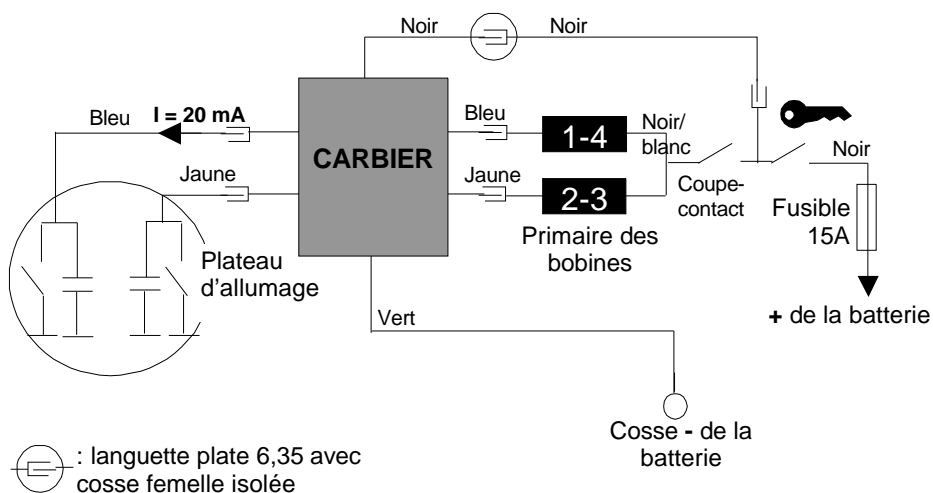 Noir
Noir
Bleu
I = 20 mA
Bleu
1-4
Noir/
blanc
CARBIER
Noir
Jaune
Jaune
2-3
Coupe-
contact
Fusible
15A
Primaire des
bobines
Plateau
d'allumage
+ de la batterie
Vert
Cosse - de la
batterie
: languette plate 6,35 avec
cosse femelle isolée